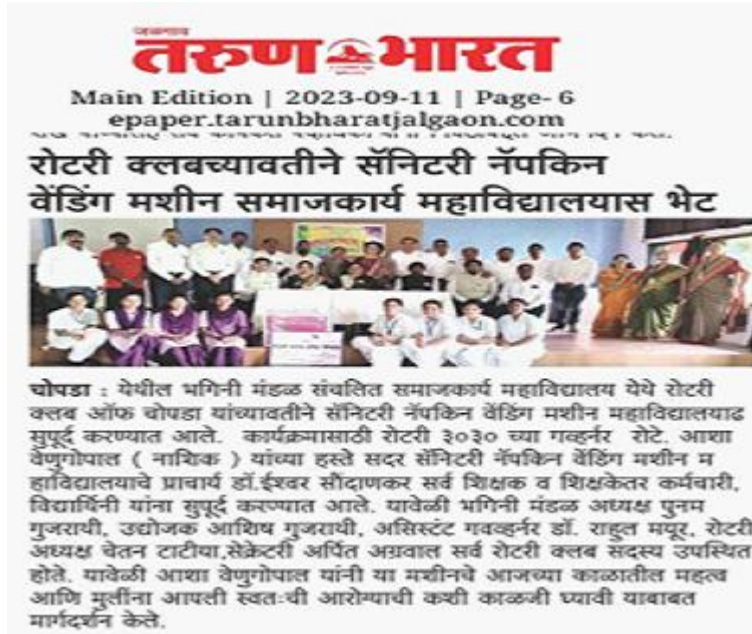 जळगाव
तरुण भारत
Main Edition | 2023-09-11 | Page- 6
epaper.tarunbharatjalgaon.com
रोटरी क्लबच्यावतीने सॅनिटरी नॅपकिन
वेंडिंग मशीन समाजकार्य महाविद्यालयास भेट
चोपडा : येथील भगिनी मंडळ संचलित समाजकार्य महाविद्यालय येथे रोटरी
क्लब ऑफ चोपडा यांच्यावतीने सॅनिटरी नॅपकिन वेंडिंग मशीन महाविद्यालयाढ
सुपूर्द करण्यात आले. कार्यक्रमासाठी रोटरी ३०३० च्या गव्हर्नर रोटे. आशा
वेणुगोपाल ( नाशिक ) यांच्या हस्ते सदर सॅनिटरी नॅपकिन वेंडिंग मशीन म
हाविद्यालयाचे प्राचार्य डॉ.ईश्वर सौंदाणकर सर्व शिक्षक व शिक्षकेतर कर्मचारी,
विद्यार्थिनी यांना सुपूर्द करण्यात आले. यावेळी भगिनी मंडळ अध्यक्ष पुनम
गुजराथी, उद्योजक आशिष गुजराथी, असिस्टंट गवव्हर्नर डॉ. राहुल मयूर, रोटरी
अध्यक्ष चेतन टाटीया,सेक्रेटरी अर्पित अग्रवाल सर्व रोटरी क्लब सदस्य उपस्थित
होते. यावेळी आशा वेणुगोपाल यांनी या मशीनचे आजच्या काळातील महत्व
आणि मुलींना आपली स्वतःची आरोग्याची कशी काळजी घ्यावी याबाबत
मार्गदर्शन केले.